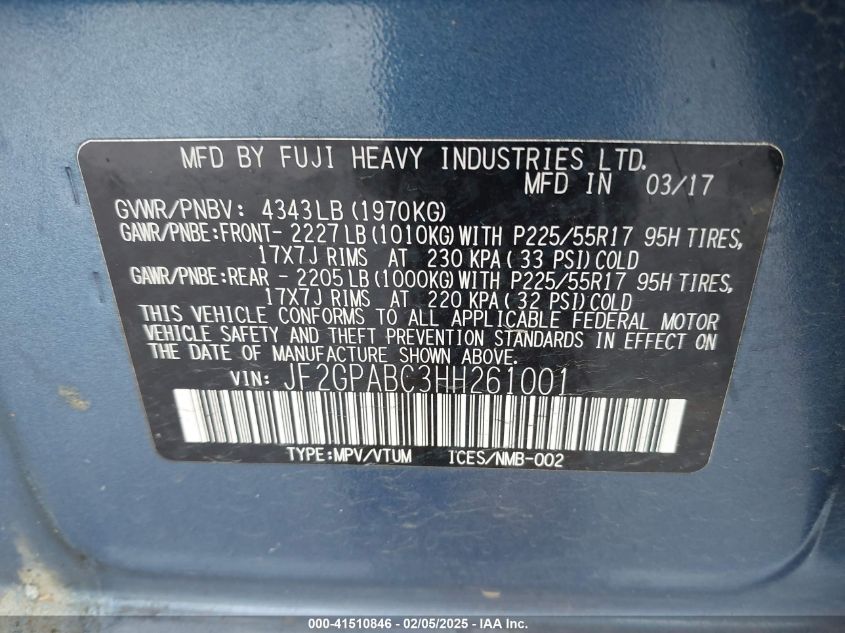 MFD BY FUJI HEAVY INDUSTRIES LTD.
MFD IN 03/17
GVWR/PNBV: 4343LB (1970KG)
GAWR/PNBE:FRONT- 2227LB (1010KG)WITH P225/55R17 95H TIRES,
17X7J RIMS AT 230 KPA( 33 PSI)COLD
GAWR/PNBE:REAR - 2205LB (1000KG)WITH P225/55R17 95H TIRES,
17X7J RIMS AT 220 KPA( 32 PSI)COLD
THIS VEHICLE CONFORMS TO ALL APPLICABLE FEDERAL MOTOR
VEHICLE SAFETY AND THEFT PREVENTION STANDARDS IN EFFECT ON
THE DATE OF MANUFACTURE SHOWN ABOVE.
VIN: JF2GPABC3HH261001
TYPE:MPV/VTUM ICES/NMB-002
000-41510846 - 02/05/2025 - Copyright IAA, Inc.